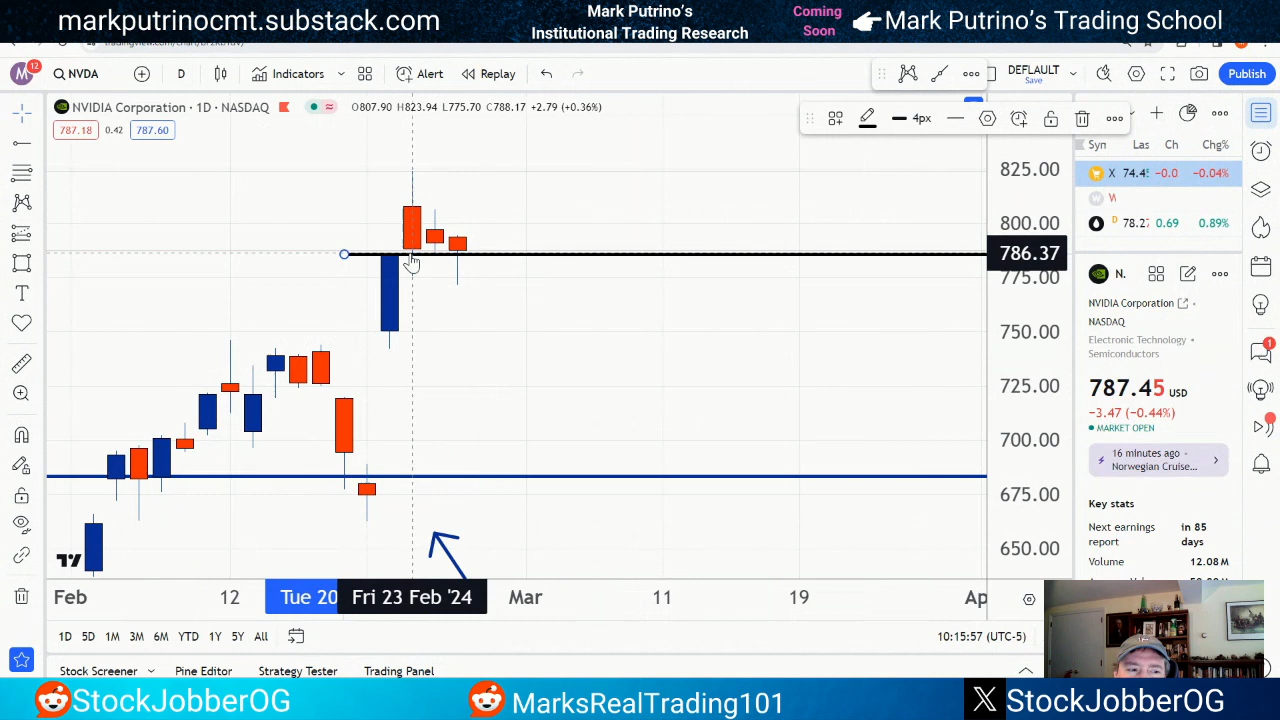 markputrinocmt.substack.com
Mark Putrino's
Institutional Trading Research
Coming
Soon
Mark Putrino's Trading School
M
12
NVDA
D
Indicators
Alert
Replay
DEFAULT
Save
Publish
NVIDIA Corporation · 1D · NASDAQ
O807.90 H823.94 L775.70 C788.17 +2.79 (+0.36%)
787.18
0.42
787.60
4px
Syn
Last
Ch
Chg%
X
74.4
-0.0
-0.04%
W
D
78.2
0.69
0.89%
825.00
800.00
786.37
775.00
750.00
725.00
700.00
675.00
650.00
N.
NVIDIA Corporation
NASDAQ
Electronic Technology •
Semiconductors
787.45 USD
−3.47 (−0.44%)
MARKET OPEN
16 minutes ago ·
Norwegian Cruise...
Key stats
Next earnings
report
in 85
days
Volume
12.08M
Feb
12
Tue 20
Fri 23 Feb '24
Mar
11
19
Ap
1D 5D 1M 3M 6M YTD 1Y 5Y All
10:15:57 (UTC-5)
Stock Screener
Pine Editor
Strategy Tester
Trading Panel
1
StockJobberOG
MarksRealTrading101
X StockJobberOG